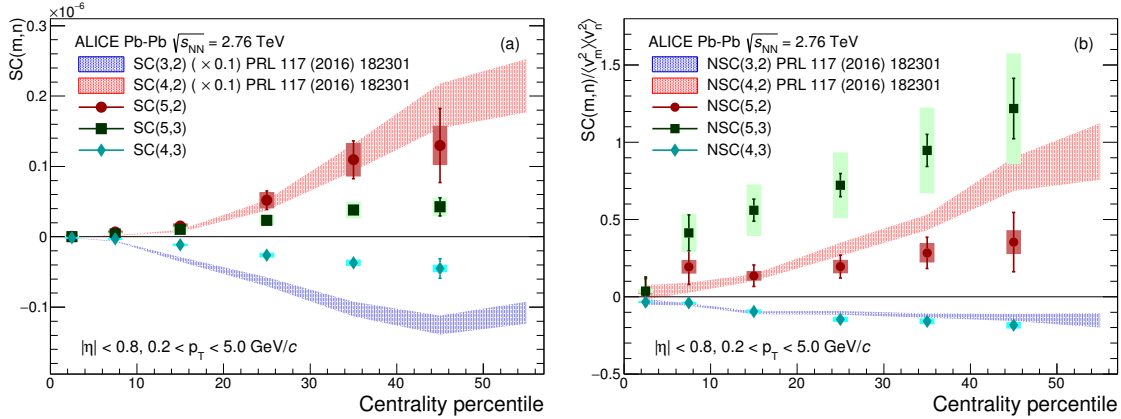 ×10⁻⁶
SC(m,n)
0.3
0.2
0.1
0
−0.1
ALICE Pb-Pb √sNN = 2.76 TeV
(a)
SC(3,2) ( × 0.1) PRL 117 (2016) 182301
SC(4,2) ( × 0.1) PRL 117 (2016) 182301
SC(5,2)
SC(5,3)
SC(4,3)
|η| < 0.8, 0.2 < pT < 5.0 GeV/c
0 10 20 30 40 50
Centrality percentile
SC(m,n)/⟨v²m⟩⟨v²n⟩
1.5
1
0.5
0
−0.5
ALICE Pb-Pb √sNN = 2.76 TeV
(b)
NSC(3,2) PRL 117 (2016) 182301
NSC(4,2) PRL 117 (2016) 182301
NSC(5,2)
NSC(5,3)
NSC(4,3)
|η| < 0.8, 0.2 < pT < 5.0 GeV/c
0 10 20 30 40 50
Centrality percentile